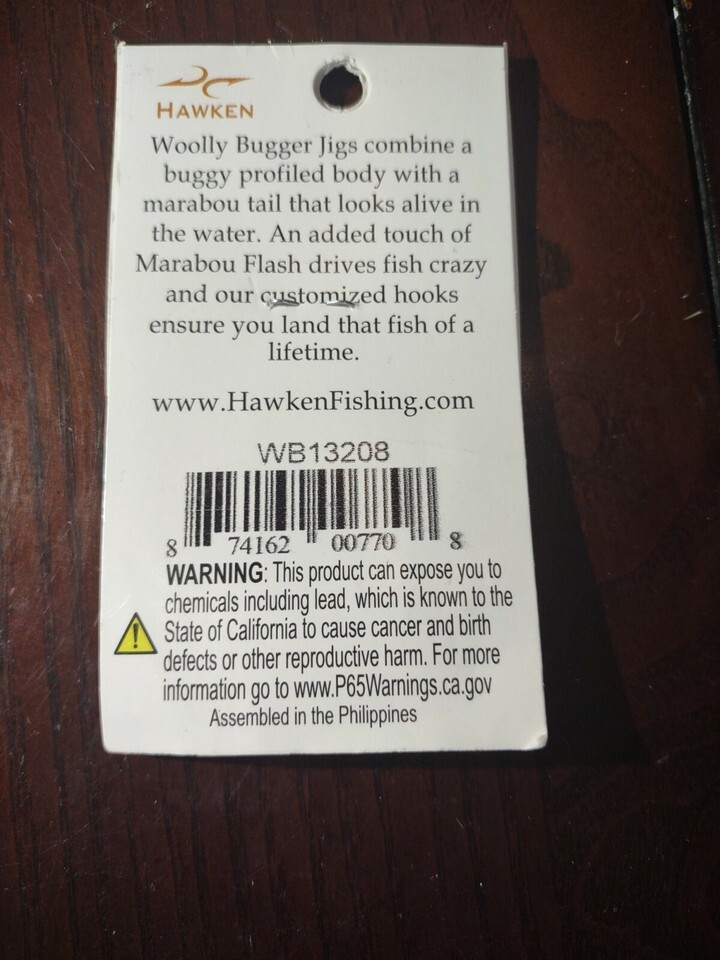 HAWKEN
Woolly Bugger Jigs combine a
buggy profiled body with a
marabou tail that looks alive in
the water. An added touch of
Marabou Flash drives fish crazy
and our customized hooks
ensure you land that fish of a
lifetime.
www.HawkenFishing.com
WB13208
8 74162 00770 8
WARNING: This product can expose you to
chemicals including lead, which is known to the
State of California to cause cancer and birth
defects or other reproductive harm. For more
information go to www.P65Warnings.ca.gov
Assembled in the Philippines